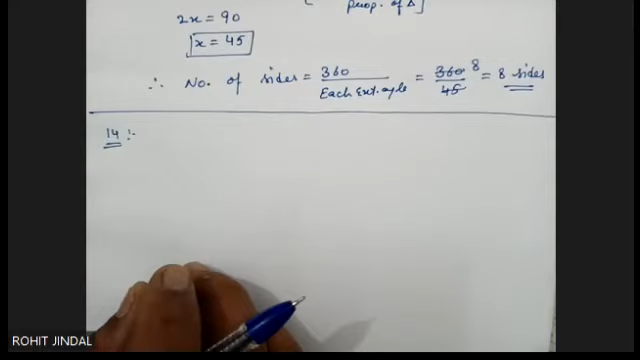 prop. of Δ]
2x = 90
x = 45
∴ No. of sides = 360 / Each Ext. angle = 360 / 45 8 = 8 sides
14 :-
ROHIT JINDAL